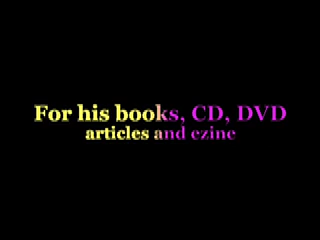 For his books, CD, DVD
articles and ezine